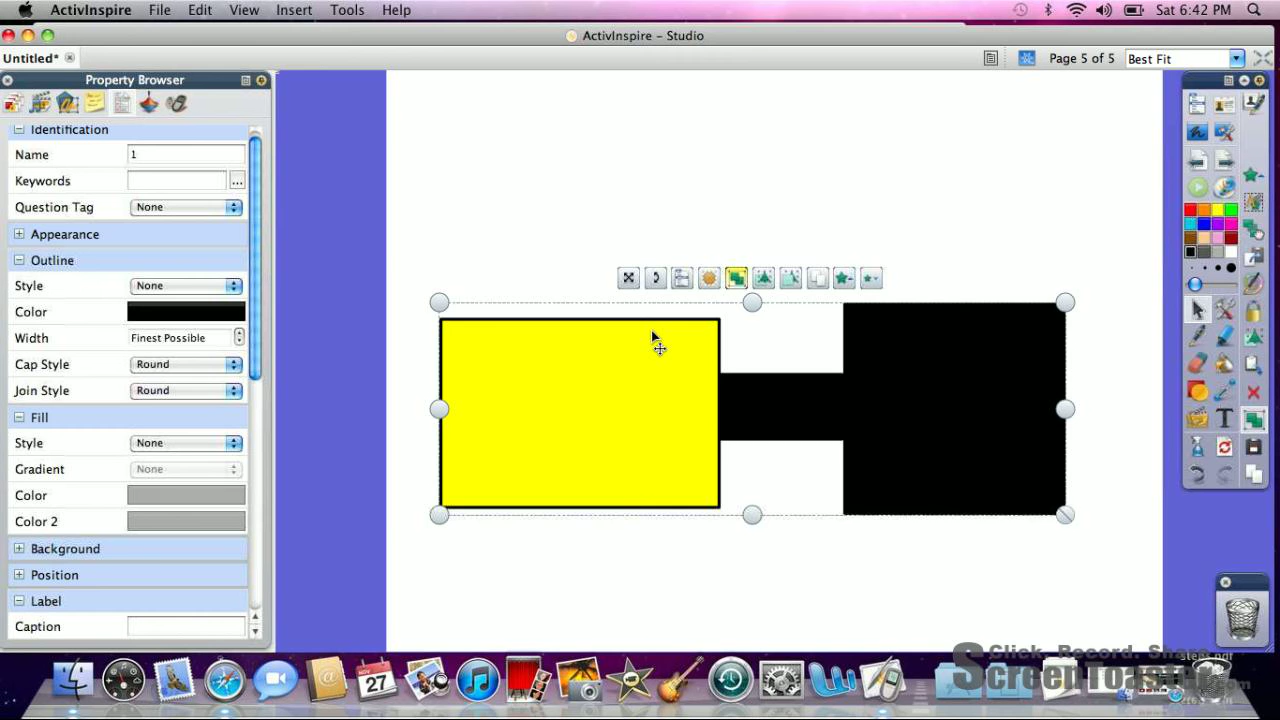 ActivInspire File Edit View Insert Tools Help Sat 6:42 PM
ActivInspire – Studio
Untitled* Page 5 of 5 Best Fit
Property Browser
Identification
Name 1
Keywords ...
Question Tag None
Appearance
Outline
Style None
Color
Width Finest Possible
Cap Style Round
Join Style Round
Fill
Style None
Gradient None
Color
Color 2
Background
Position
Label
Caption
T
Click. Record. Share.
steps.pdf
27